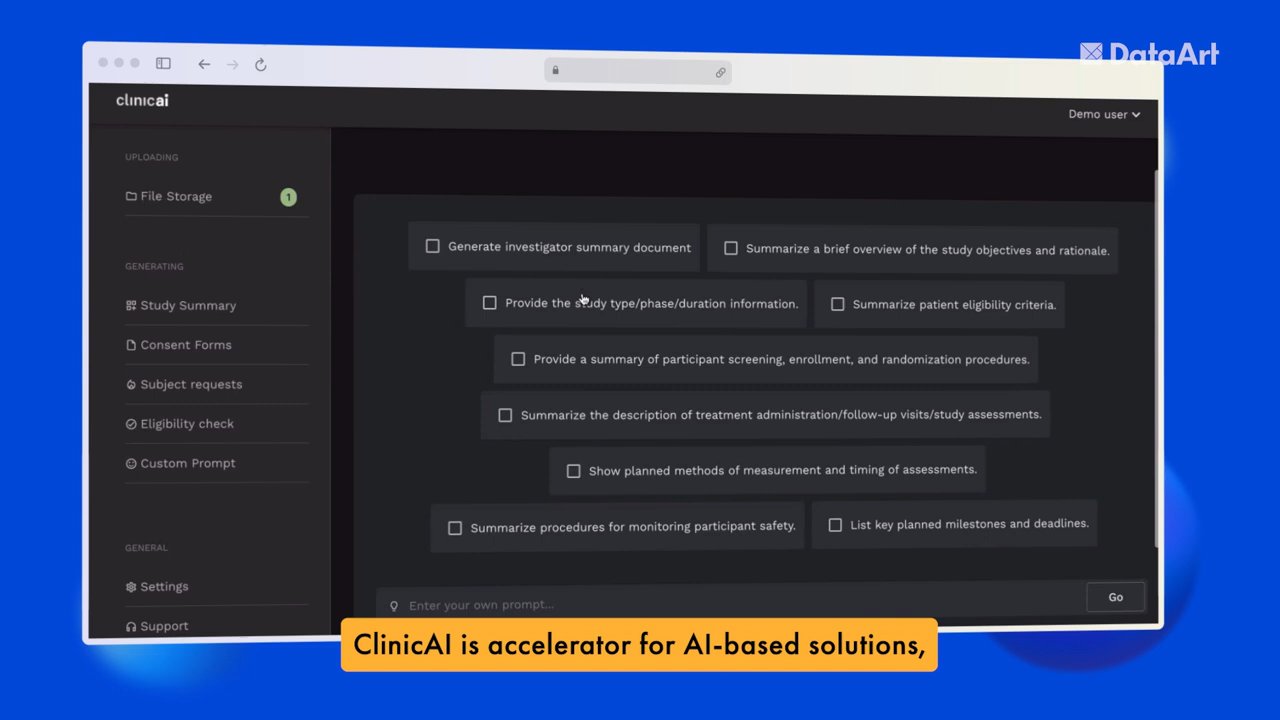 DataArt
clinicai
Demo user
UPLOADING
File Storage
1
GENERATING
Study Summary
Consent Forms
Subject requests
Eligibility check
Custom Prompt
GENERAL
Settings
Support
Generate investigator summary document
Summarize a brief overview of the study objectives and rationale.
Provide the study type/phase/duration information.
Summarize patient eligibility criteria.
Provide a summary of participant screening, enrollment, and randomization procedures.
Summarize the description of treatment administration/follow-up visits/study assessments.
Show planned methods of measurement and timing of assessments.
Summarize procedures for monitoring participant safety.
List key planned milestones and deadlines.
Enter your own prompt...
Go
ClinicAI is accelerator for AI-based solutions,